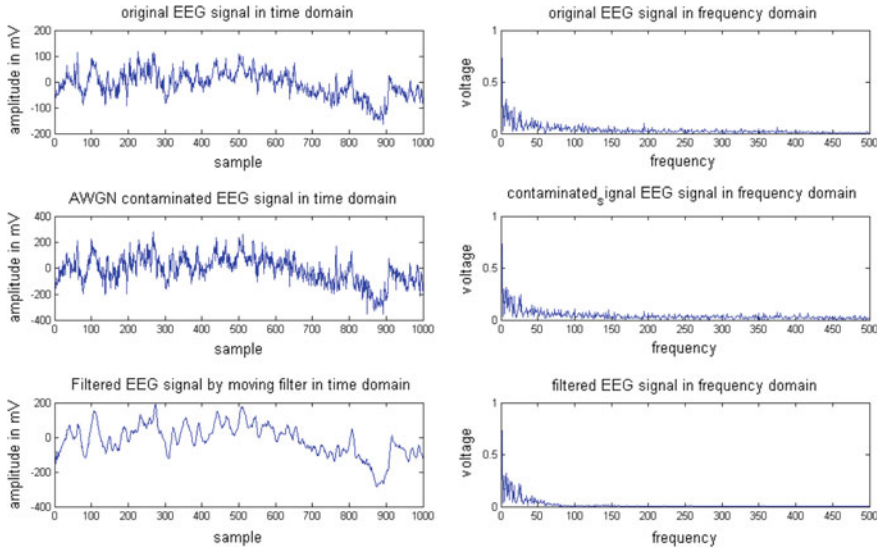 original EEG signal in time domain
amplitude in mV
200
100
0
-100
-200
0 100 200 300 400 500 600 700 800 900 1000
sample
original EEG signal in frequency domain
voltage
1
0.5
0
0 50 100 150 200 250 300 350 400 450 500
frequency
AWGN contaminated EEG signal in time domain
amplitude in mV
400
200
0
-200
-400
0 100 200 300 400 500 600 700 800 900 1000
sample
contaminatedsignal EEG signal in frequency domain
voltage
1
0.5
0
0 50 100 150 200 250 300 350 400 450 500
frequency
Filtered EEG signal by moving filter in time domain
amplitude in mV
200
0
-200
-400
0 100 200 300 400 500 600 700 800 900 1000
sample
filtered EEG signal in frequency domain
voltage
1
0.5
0
0 50 100 150 200 250 300 350 400 450 500
frequency